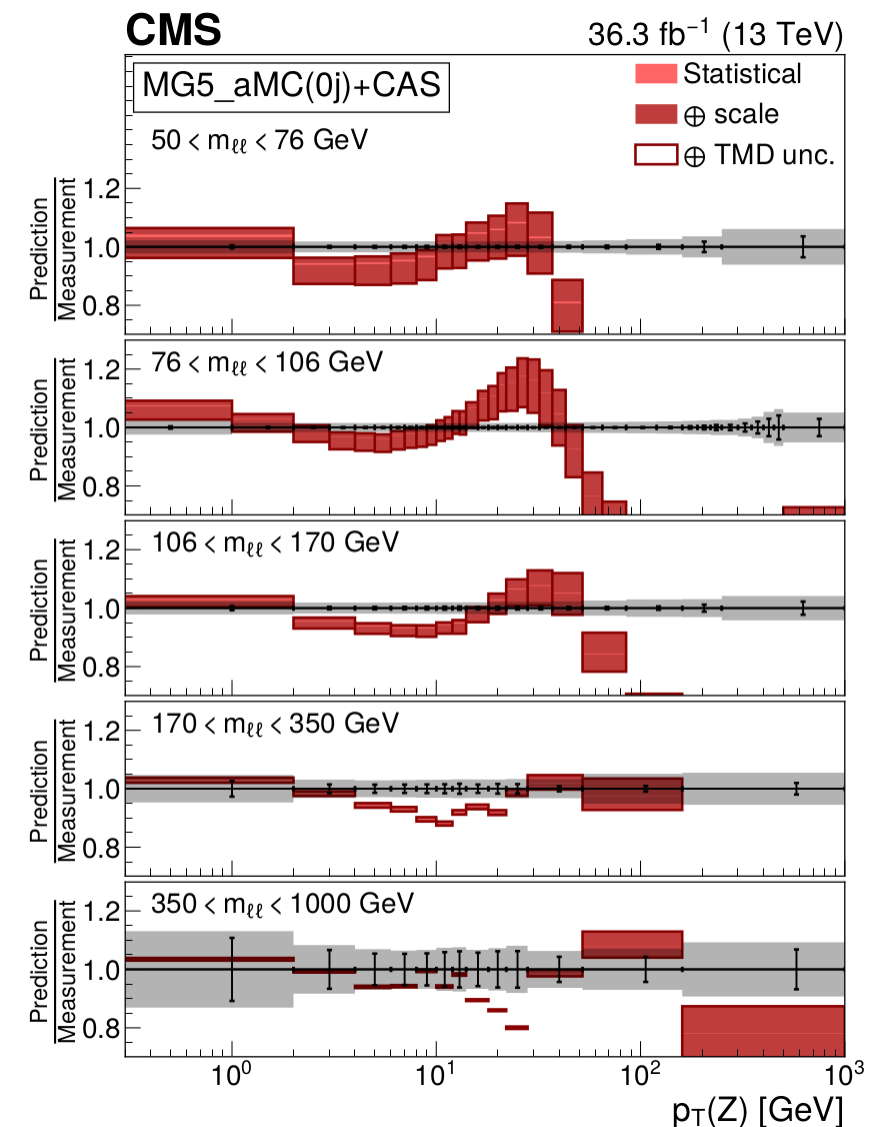 CMS 36.3 fb⁻¹ (13 TeV)
MG5_aMC(0j)+CAS
Statistical
⊕ scale
⊕ TMD unc.
50 < mℓℓ < 76 GeV
Prediction
Measurement
1.2
1.0
0.8
76 < mℓℓ < 106 GeV
Prediction
Measurement
1.2
1.0
0.8
106 < mℓℓ < 170 GeV
Prediction
Measurement
1.2
1.0
0.8
170 < mℓℓ < 350 GeV
Prediction
Measurement
1.2
1.0
0.8
350 < mℓℓ < 1000 GeV
Prediction
Measurement
1.2
1.0
0.8
10⁰ 10¹ 10² 10³
pT(Z) [GeV]